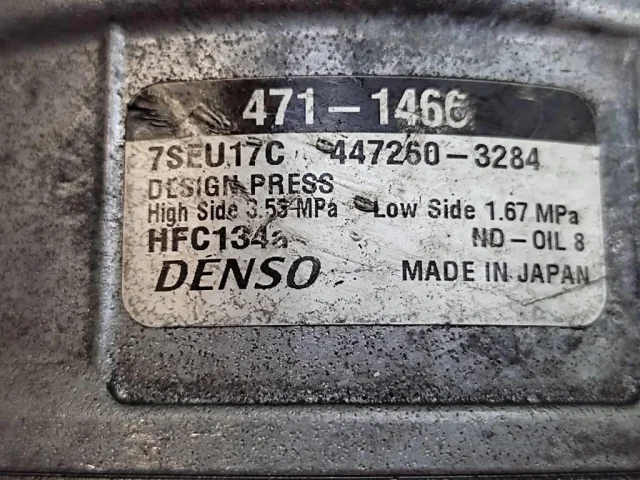 471-1466
7SEU17C 447260-3284
DESIGN PRESS
High Side 3.53 MPa Low Side 1.67 MPa
HFC134a ND-OIL 8
DENSO MADE IN JAPAN